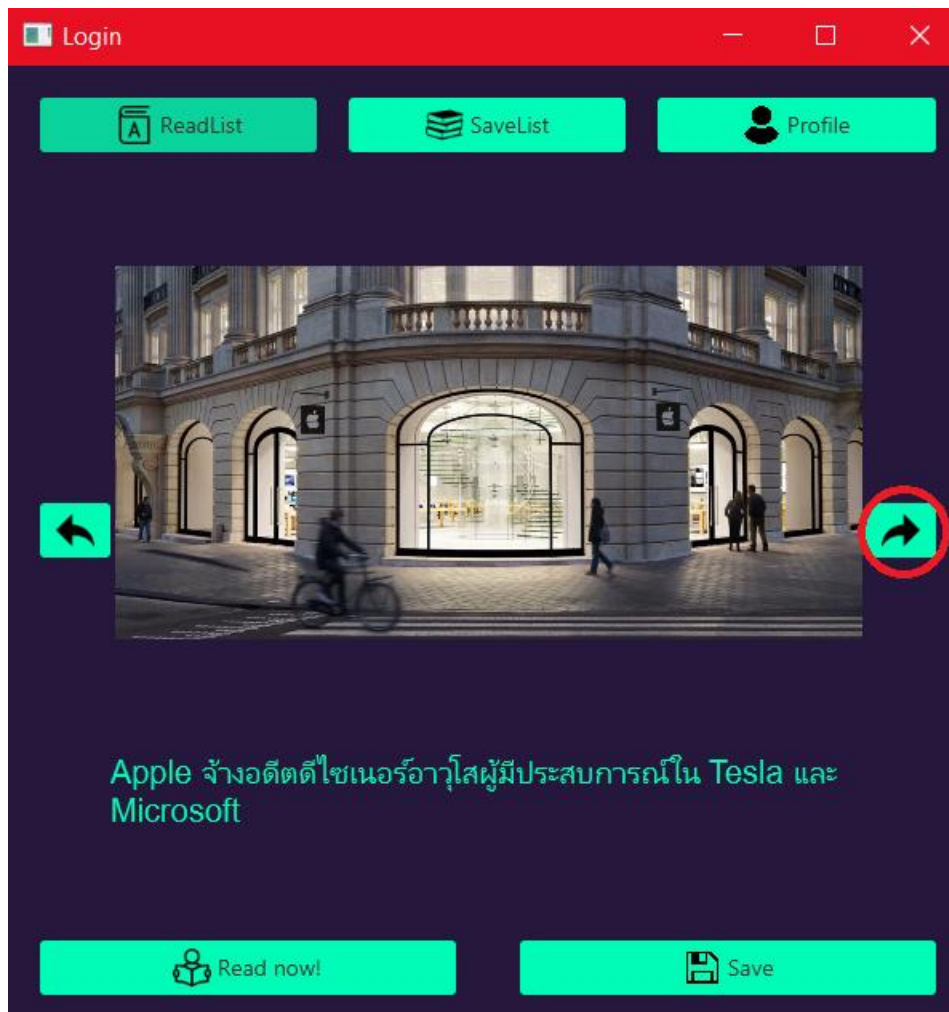 Login
ReadList
SaveList
Profile
Apple จ้างอดีตดีไซเนอร์อาวุโสผู้มีประสบการณ์ใน Tesla และ
Microsoft
Read now!
Save